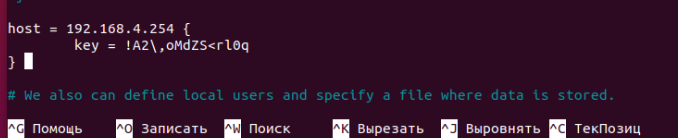 host = 192.168.4.254 {
key = !A2\,oMdZS<rl0q
}
# We also can define local users and specify a file where data is stored.
^G Помощь ^O Записать ^W Поиск ^K Вырезать ^J Выровнять ^C ТекПозиц